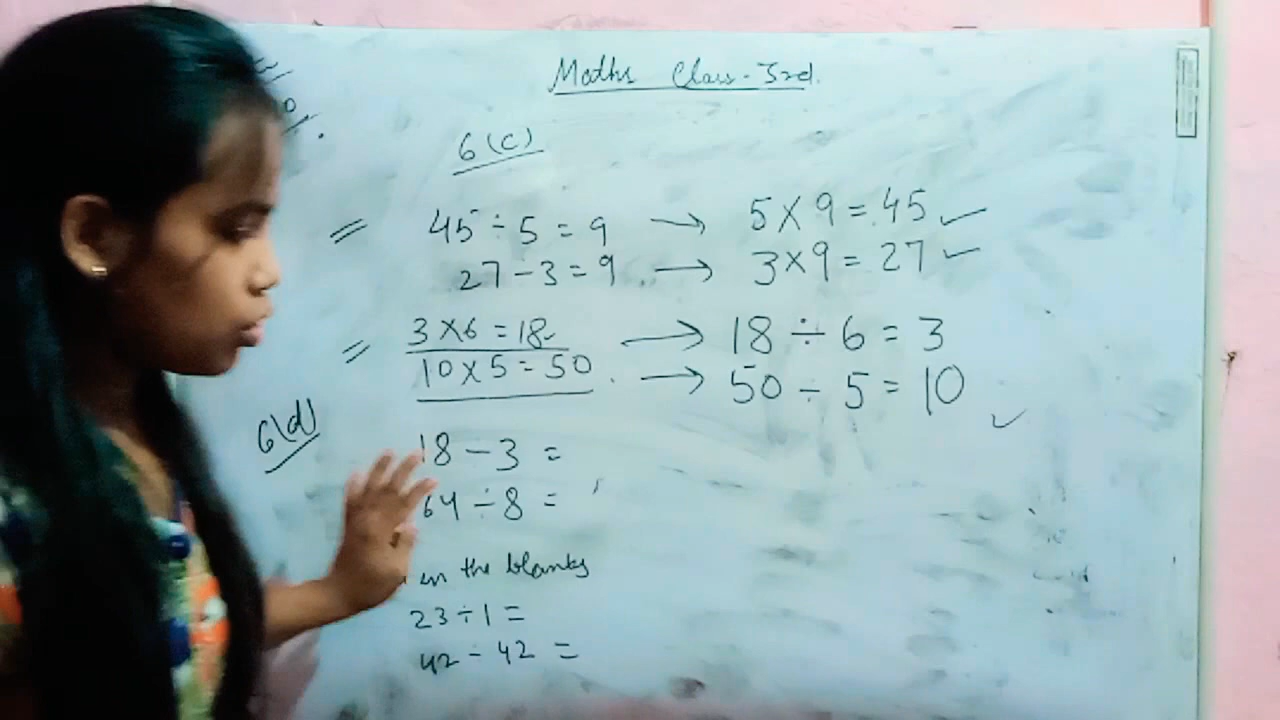 Maths Class-3rd.
6(c)
= 45 ÷ 5 = 9 → 5 × 9 = 45 ✓
27 – 3 = 9 → 3 × 9 = 27 ✓
= 3 × 6 = 18 → 18 ÷ 6 = 3
10 × 5 = 50 → 50 ÷ 5 = 10
✓
6(d)
18 – 3 =
64 ÷ 8 =
in the blanks
23 ÷ 1 =
42 – 42 =